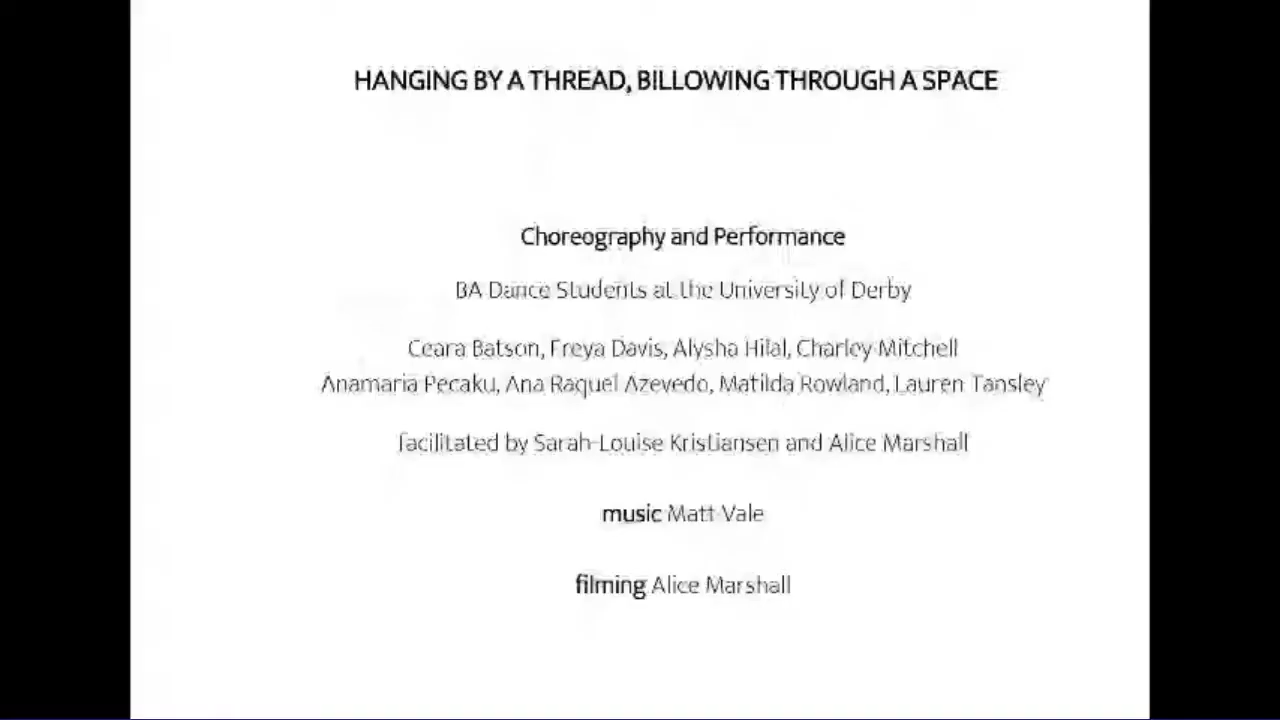 HANGING BY A THREAD, BILLOWING THROUGH A SPACE
Choreography and Performance
BA Dance Students at the University of Derby
Ceara Batson, Freya Davis, Alysha Hilal, Charley Mitchell
Anamaria Pecaku, Ana Raquel Azevedo, Matilda Rowland, Lauren Tansley
facilitated by Sarah-Louise Kristiansen and Alice Marshall
music Matt Vale
filming Alice Marshall